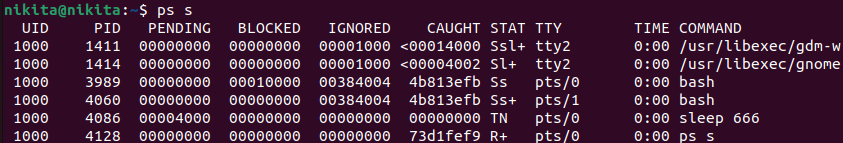 nikita@nikita:~$ ps s
UID PID PENDING BLOCKED IGNORED CAUGHT STAT TTY TIME COMMAND
1000 1411 00000000 00000000 00001000 <00014000 Ssl+ tty2 0:00 /usr/libexec/gdm-w
1000 1414 00000000 00000000 00001000 <00004002 Sl+ tty2 0:00 /usr/libexec/gnome
1000 3989 00000000 00010000 00384004 4b813efb Ss pts/0 0:00 bash
1000 4060 00000000 00000000 00384004 4b813efb Ss+ pts/1 0:00 bash
1000 4086 00004000 00000000 00000000 00000000 TN pts/0 0:00 sleep 666
1000 4128 00000000 00000000 00000000 73d1fef9 R+ pts/0 0:00 ps s